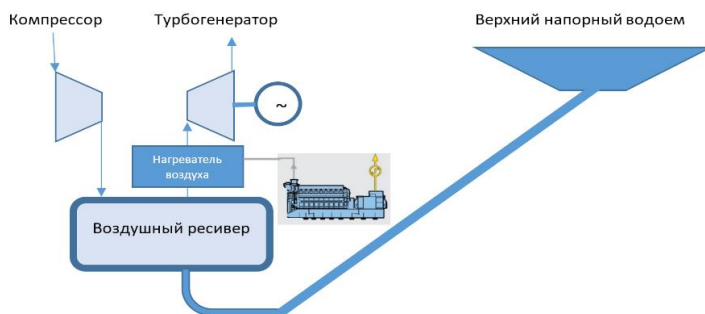 Компрессор
Турбогенератор
Верхний напорный водоем
~
Нагреватель
воздуха
Воздушный ресивер